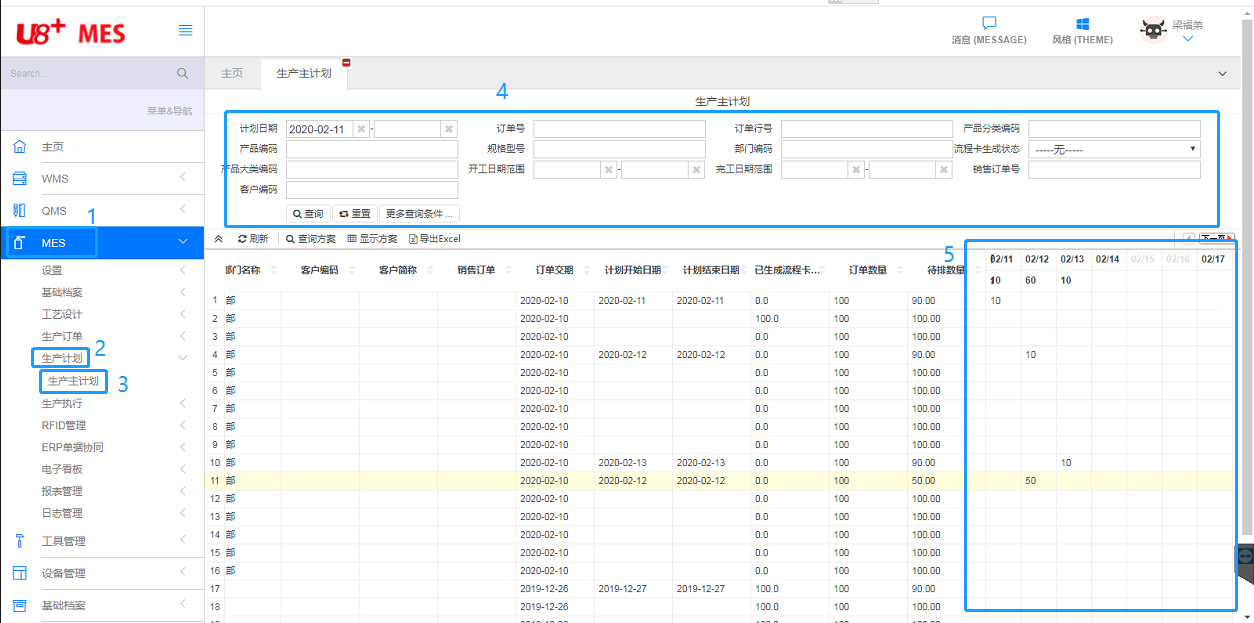 U8+ MES
消息 (MESSAGE)
风格 (THEME)
梁福弟
Search...
菜单&导航
主页
生产主计划
4
生产主计划
计划日期 2020-02-11 -
订单号
订单行号
产品分类编码
产品编码
规格型号
部门编码
流程卡生成状态 -----无-----
产品大类编码
开工日期范围 -
完工日期范围 -
销售订单号
客户编码
查询 重置 更多查询条件 ...
主页
WMS
QMS
1
MES
设置
基础档案
工艺设计
生产订单
生产计划 2
生产主计划 3
生产执行
RFID管理
ERP单据协同
电子看板
报表管理
日志管理
工具管理
设备管理
基础档案
刷新 查询方案 显示方案 导出Excel
下一页
5
部门名称 客户编码 客户简称 销售订单 订单交期 计划开始日期 计划结束日期 已生成流程卡... 订单数量 待排数量 02/11 02/12 02/13 02/14 02/15 02/16 02/17
10 60 10
1 部 2020-02-10 2020-02-11 2020-02-11 0.0 100 90.00 10
2 部 2020-02-10 100.0 100 100.00
3 部 2020-02-10 0.0 100 100.00
4 部 2020-02-10 2020-02-12 2020-02-12 0.0 100 90.00 10
5 部 2020-02-10 0.0 100 100.00
6 部 2020-02-10 0.0 100 100.00
7 部 2020-02-10 0.0 100 100.00
8 部 2020-02-10 0.0 100 100.00
9 部 2020-02-10 0.0 100 100.00
10 部 2020-02-10 2020-02-13 2020-02-13 0.0 100 90.00 10
11 部 2020-02-10 2020-02-12 2020-02-12 0.0 100 50.00 50
12 部 2020-02-10 0.0 100 100.00
13 部 2020-02-10 0.0 100 100.00
14 部 2020-02-10 0.0 100 100.00
15 部 2020-02-10 0.0 100 100.00
16 部 2020-02-10 0.0 100 100.00
17 2019-12-26 2019-12-27 2019-12-27 100.0 100 90.00
18 2019-12-26 100.0 100 100.00